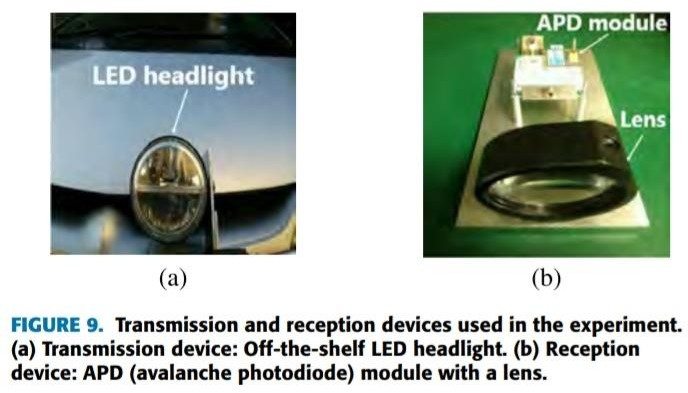 LED headlight
APD module
Lens
(a)
(b)
FIGURE 9. Transmission and reception devices used in the experiment.
(a) Transmission device: Off-the-shelf LED headlight. (b) Reception
device: APD (avalanche photodiode) module with a lens.